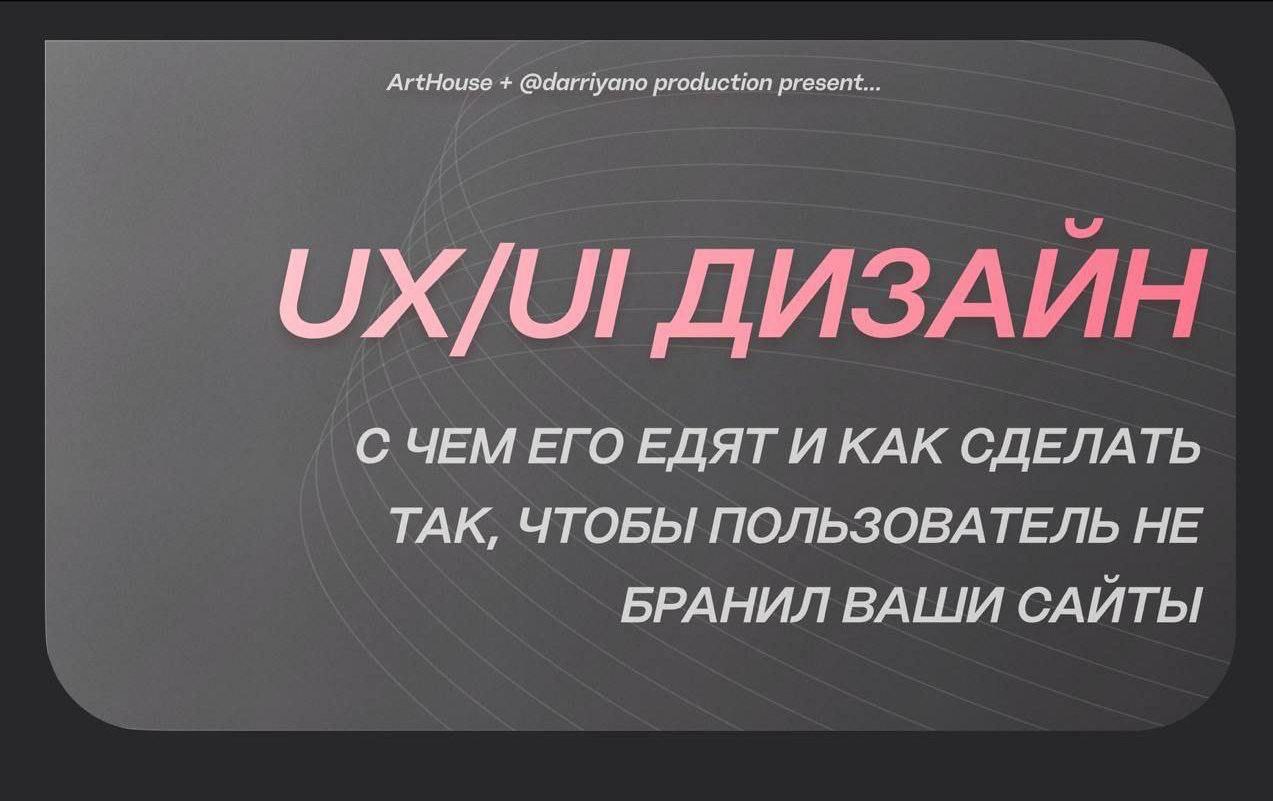 ArtHouse + @darriyano production present...
UX/UI ДИЗАЙН
С ЧЕМ ЕГО ЕДЯТ И КАК СДЕЛАТЬ
ТАК, ЧТОБЫ ПОЛЬЗОВАТЕЛЬ НЕ
БРАНИЛ ВАШИ САЙТЫ